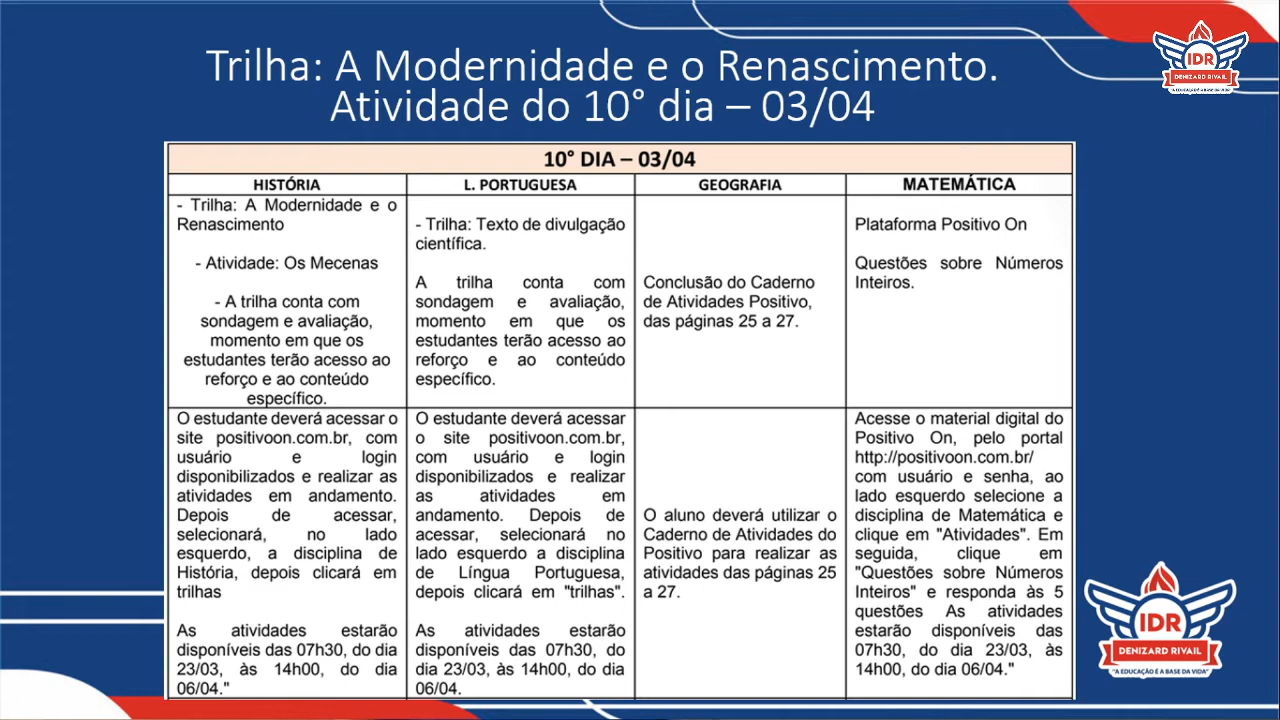 Trilha: A Modernidade e o Renascimento.
Atividade do 10° dia – 03/04
IDR
DENIZARD RIVAIL
"A EDUCAÇÃO É A BASE DA VIDA"
10° DIA – 03/04
HISTÓRIA
L. PORTUGUESA
GEOGRAFIA
MATEMÁTICA
- Trilha: A Modernidade e o
Renascimento
- Atividade: Os Mecenas
- A trilha conta com
sondagem e avaliação,
momento em que os
estudantes terão acesso ao
reforço e ao conteúdo
específico.
- Trilha: Texto de divulgação
científica.
A trilha conta com
sondagem e avaliação,
momento em que os
estudantes terão acesso ao
reforço e ao conteúdo
específico.
Conclusão do Caderno
de Atividades Positivo,
das páginas 25 a 27.
Plataforma Positivo On
Questões sobre Números
Inteiros.
O estudante deverá acessar o
site positivoon.com.br, com
usuário e login
disponibilizados e realizar as
atividades em andamento.
Depois de acessar,
selecionará, no lado
esquerdo, a disciplina de
História, depois clicará em
trilhas
As atividades estarão
disponíveis das 07h30, do dia
23/03, às 14h00, do dia
06/04."
O estudante deverá acessar
o site positivoon.com.br,
com usuário e login
disponibilizados e realizar
as atividades em
andamento. Depois de
acessar, selecionará no
lado esquerdo a disciplina
de Língua Portuguesa,
depois clicará em "trilhas".
As atividades estarão
disponíveis das 07h30, do
dia 23/03, às 14h00, do dia
06/04.
O aluno deverá utilizar o
Caderno de Atividades do
Positivo para realizar as
atividades das páginas 25
a 27.
Acesse o material digital do
Positivo On, pelo portal
http://positivoon.com.br/
com usuário e senha, ao
lado esquerdo selecione a
disciplina de Matemática e
clique em "Atividades". Em
seguida, clique em
"Questões sobre Números
Inteiros" e responda às 5
questões As atividades
estarão disponíveis das
07h30, do dia 23/03, às
14h00, do dia 06/04."
IDR
DENIZARD RIVAIL
"A EDUCAÇÃO É A BASE DA VIDA"